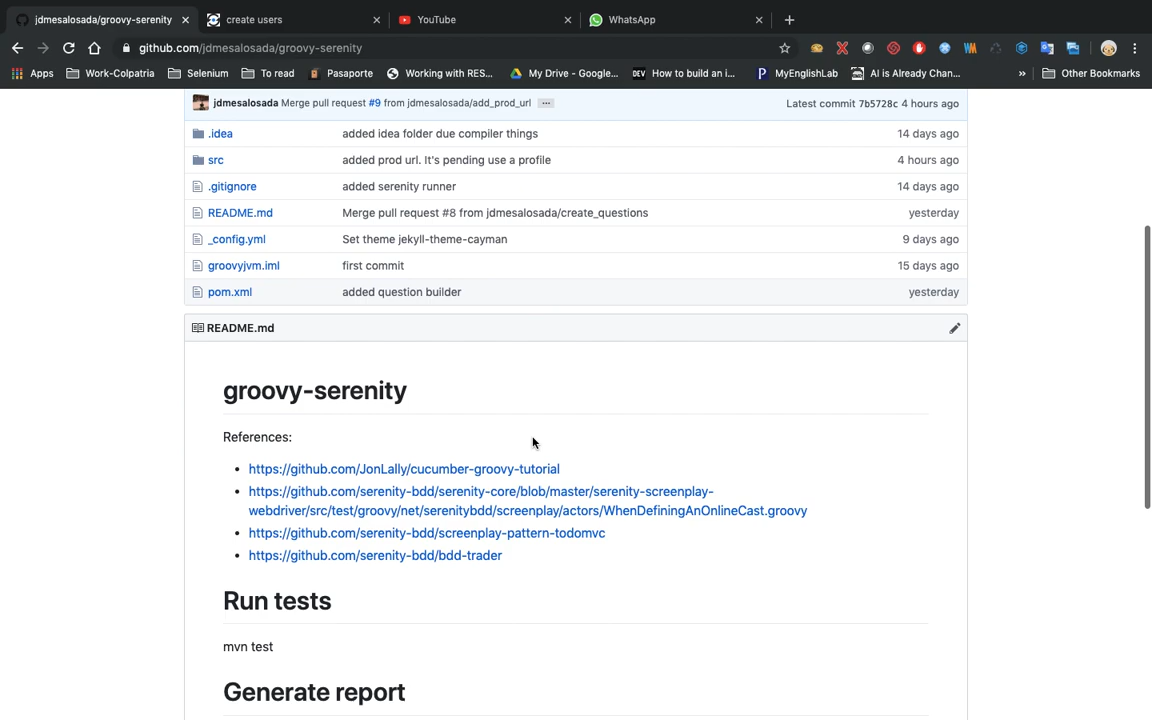 jdmesalosada/groovy-serenity
create users
YouTube
WhatsApp
github.com/jdmesalosada/groovy-serenity
Apps
Work-Colpatria
Selenium
To read
Pasaporte
Working with RES...
My Drive - Google...
DEV
How to build an i...
MyEnglishLab
AI is Already Chan...
»
Other Bookmarks
jdmesalosada Merge pull request #9 from jdmesalosada/add_prod_url ...
Latest commit 7b5728c 4 hours ago
.idea added idea folder due compiler things 14 days ago
src added prod url. It's pending use a profile 4 hours ago
.gitignore added serenity runner 14 days ago
README.md Merge pull request #8 from jdmesalosada/create_questions yesterday
_config.yml Set theme jekyll-theme-cayman 9 days ago
groovyjvm.iml first commit 15 days ago
pom.xml added question builder yesterday
README.md
groovy-serenity
References:
• https://github.com/JonLally/cucumber-groovy-tutorial
• https://github.com/serenity-bdd/serenity-core/blob/master/serenity-screenplay-
webdriver/src/test/groovy/net/serenitybdd/screenplay/actors/WhenDefiningAnOnlineCast.groovy
• https://github.com/serenity-bdd/screenplay-pattern-todomvc
• https://github.com/serenity-bdd/bdd-trader
Run tests
mvn test
Generate report